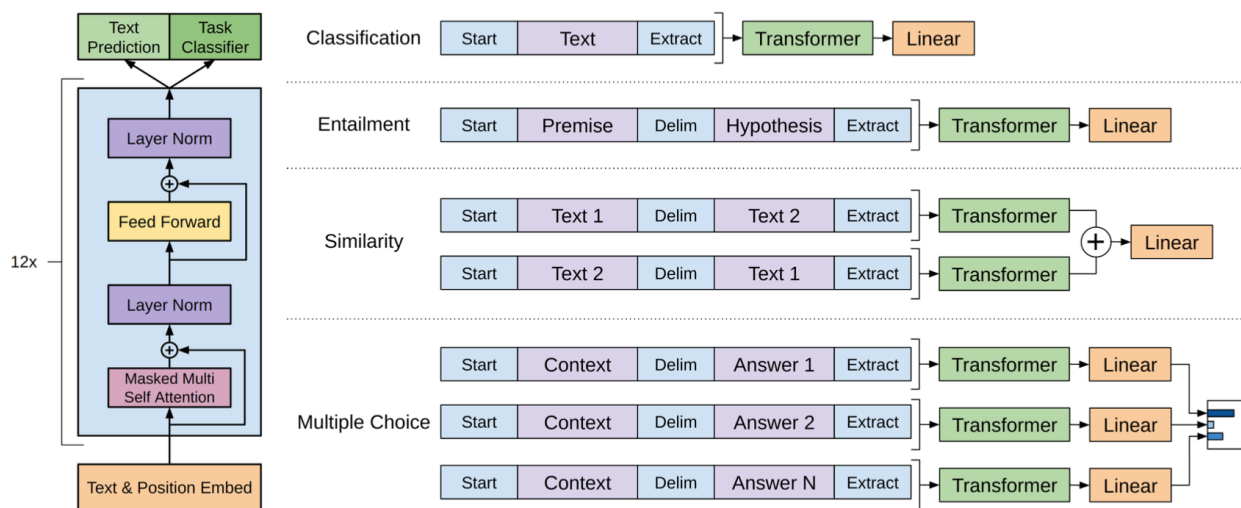 Text Prediction
Task Classifier
Layer Norm
+
Feed Forward
12x
Layer Norm
+
Masked Multi Self Attention
Text & Position Embed
Classification Start Text Extract Transformer Linear
Entailment Start Premise Delim Hypothesis Extract Transformer Linear
Similarity
Start Text 1 Delim Text 2 Extract Transformer
+ Linear
Start Text 2 Delim Text 1 Extract Transformer
Multiple Choice
Start Context Delim Answer 1 Extract Transformer Linear
Start Context Delim Answer 2 Extract Transformer Linear
Start Context Delim Answer N Extract Transformer Linear